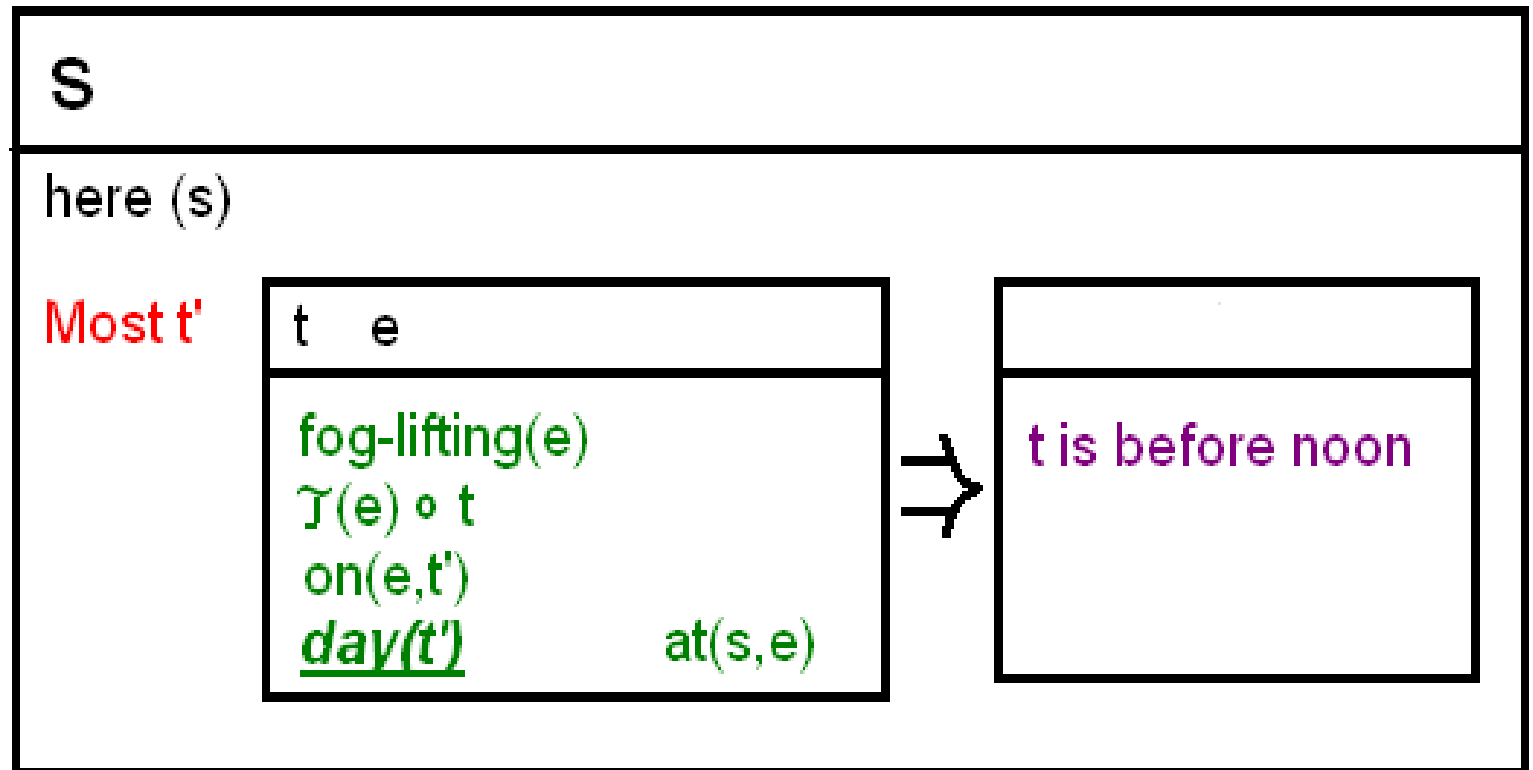 S
here (s)
Most t'
t e
fog-lifting(e)
T(e) ∘ t
on(e,t')
day(t') at(s,e)
⇒
t is before noon